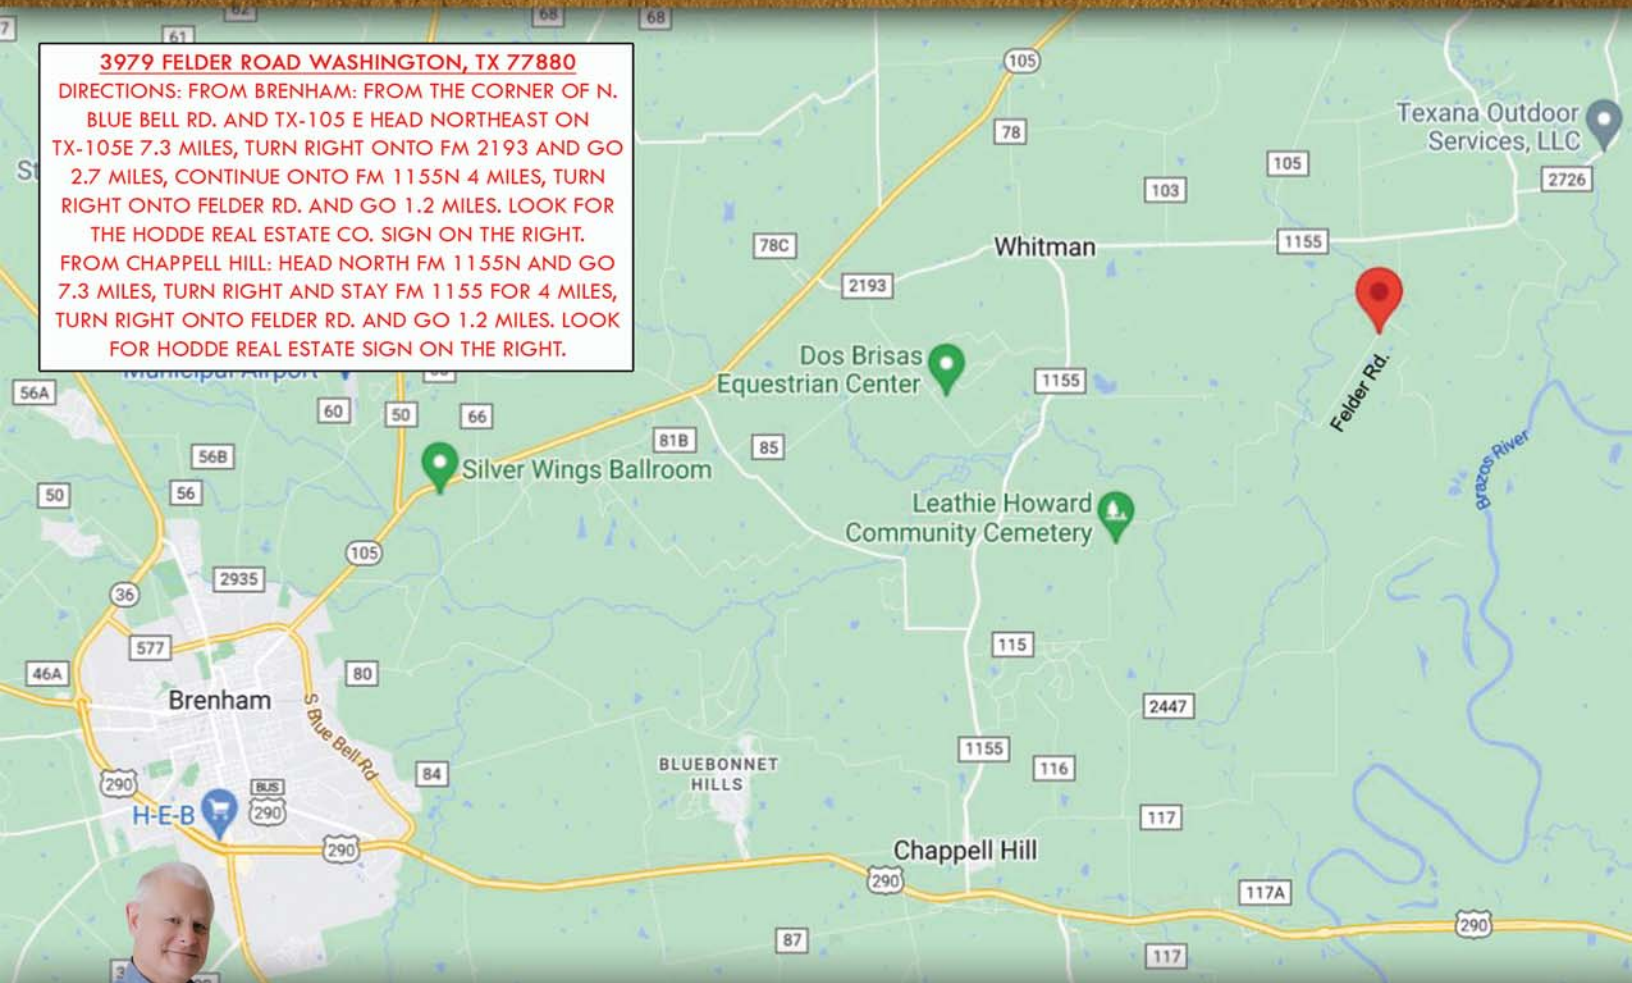 3979 FELDER ROAD WASHINGTON, TX 77880
DIRECTIONS: FROM BRENHAM: FROM THE CORNER OF N.
BLUE BELL RD. AND TX-105 E HEAD NORTHEAST ON
TX-105E 7.3 MILES, TURN RIGHT ONTO FM 2193 AND GO
2.7 MILES, CONTINUE ONTO FM 1155N 4 MILES, TURN
RIGHT ONTO FELDER RD. AND GO 1.2 MILES. LOOK FOR
THE HODDE REAL ESTATE CO. SIGN ON THE RIGHT.
FROM CHAPPELL HILL: HEAD NORTH FM 1155N AND GO
7.3 MILES, TURN RIGHT AND STAY FM 1155 FOR 4 MILES,
TURN RIGHT ONTO FELDER RD. AND GO 1.2 MILES. LOOK
FOR HODDE REAL ESTATE SIGN ON THE RIGHT.
62
68
68
7
61
105
78
Texana Outdoor
Services, LLC
105
103
2726
St
78C
Whitman
1155
2193
Felder Rd.
Dos Brisas
Equestrian Center
1155
Municipal Airport
56A
60
50
66
81B
85
56B
Silver Wings Ballroom
Brazos River
50
56
Leathie Howard
Community Cemetery
105
2935
36
577
115
46A
80
Brenham
S Blue Bell Rd
2447
1155
BLUEBONNET
HILLS
116
84
290
BUS
290
H-E-B
117
290
Chappell Hill
290
117A
290
87
117
3